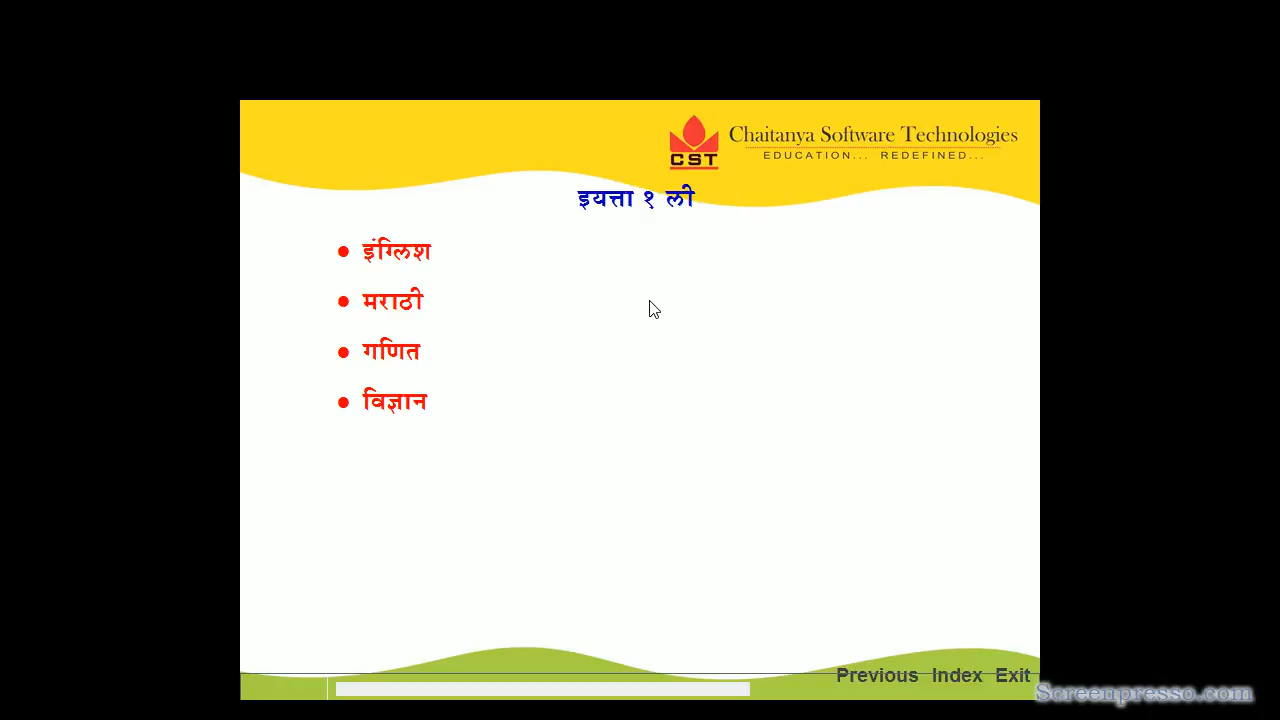 CST
Chaitanya Software Technologies
EDUCATION... REDEFINED...
इयत्ता १ ली
• इंग्लिश
• मराठी
• गणित
• विज्ञान
Previous Index Exit
Screenpresso.com